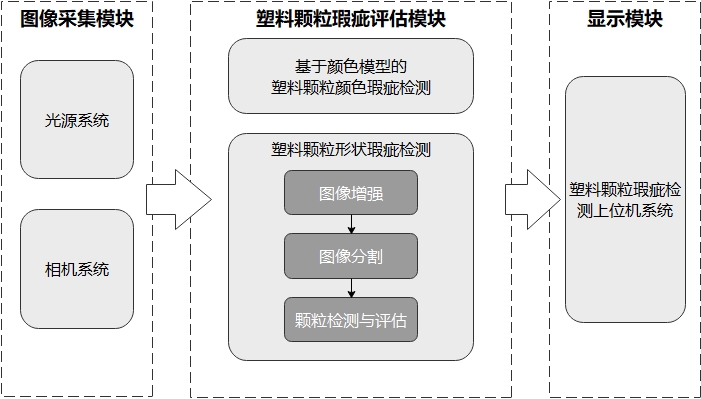 图像采集模块
光源系统
相机系统
塑料颗粒瑕疵评估模块
基于颜色模型的
塑料颗粒颜色瑕疵检测
塑料颗粒形状瑕疵检测
图像增强
图像分割
颗粒检测与评估
显示模块
塑料颗粒瑕疵检
测上位机系统